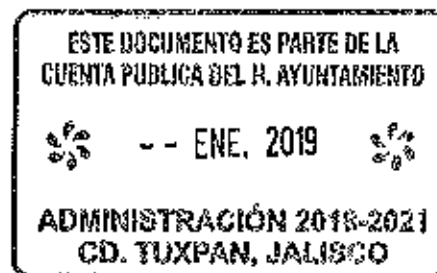 ESTE DOCUMENTO ES PARTE DE LA
CUENTA PUBLICA DEL H. AYUNTAMIENTO
- - ENE. 2019
ADMINISTRACIÓN 2018-2021
CD. TUXPAN, JALISCO